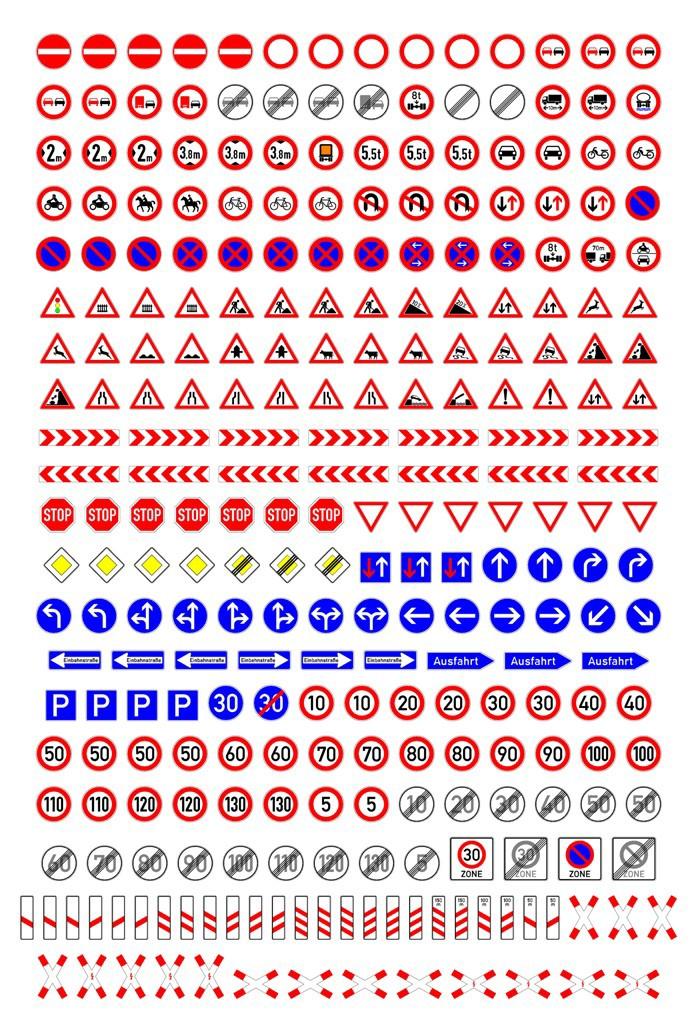 8t 10m 10m
2m 2m 2m 3,8m 3,8m 3,8m 5,5t 5,5t 5,5t
8t 70m
10% 20%
STOP STOP STOP STOP STOP STOP STOP
Einbahnstraße Einbahnstraße Einbahnstraße Einbahnstraße Einbahnstraße Einbahnstraße Ausfahrt Ausfahrt Ausfahrt
P P P P 30 30 10 10 20 20 30 30 40 40
50 50 50 50 60 60 70 70 80 80 90 90 100 100
110 110 120 120 130 130 5 5 10 20 30 40 50 50
60 70 80 90 100 110 120 130 5 30 30
ZONE ZONE ZONE ZONE
150 150 100 100 50 50
m m m m m m